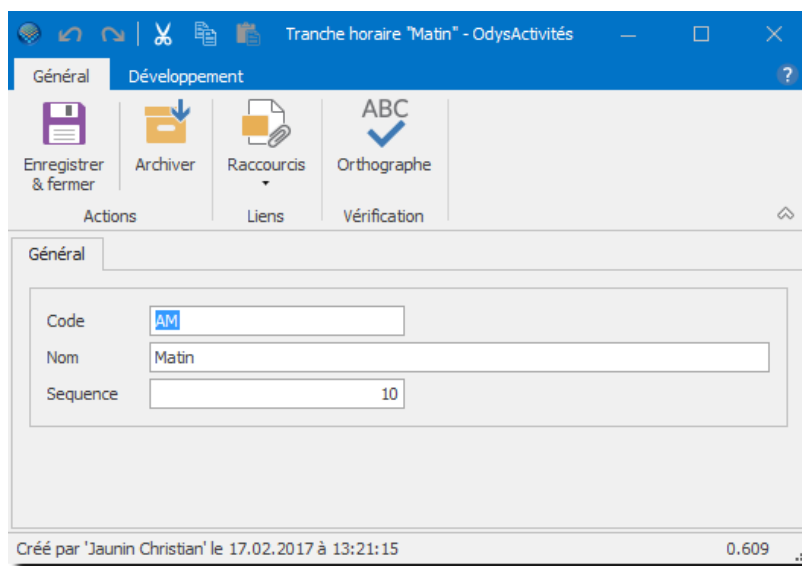 Tranche horaire "Matin" - OdysActivités
Général Développement
?
ABC
Enregistrer & fermer
Archiver
Raccourcis
Orthographe
Actions Liens Vérification
Général
Code AM
Nom Matin
Sequence 10
Créé par 'Jaunin Christian' le 17.02.2017 à 13:21:15 0.609